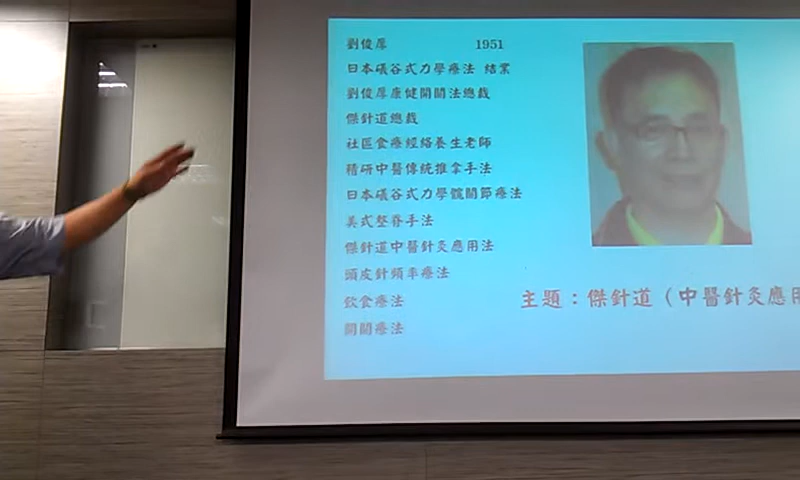 劉俊厚 1951
日本礒谷式力學療法 結業
劉俊厚康健開關法總裁
傑針道總裁
社區食療經絡養生老師
精研中醫傳統推拿手法
日本礒谷式力學髖關節療法
美式整脊手法
傑針道中醫針灸應用法
頭皮針頻率療法
飲食療法
開關療法
主題：傑針道（中醫針灸應用